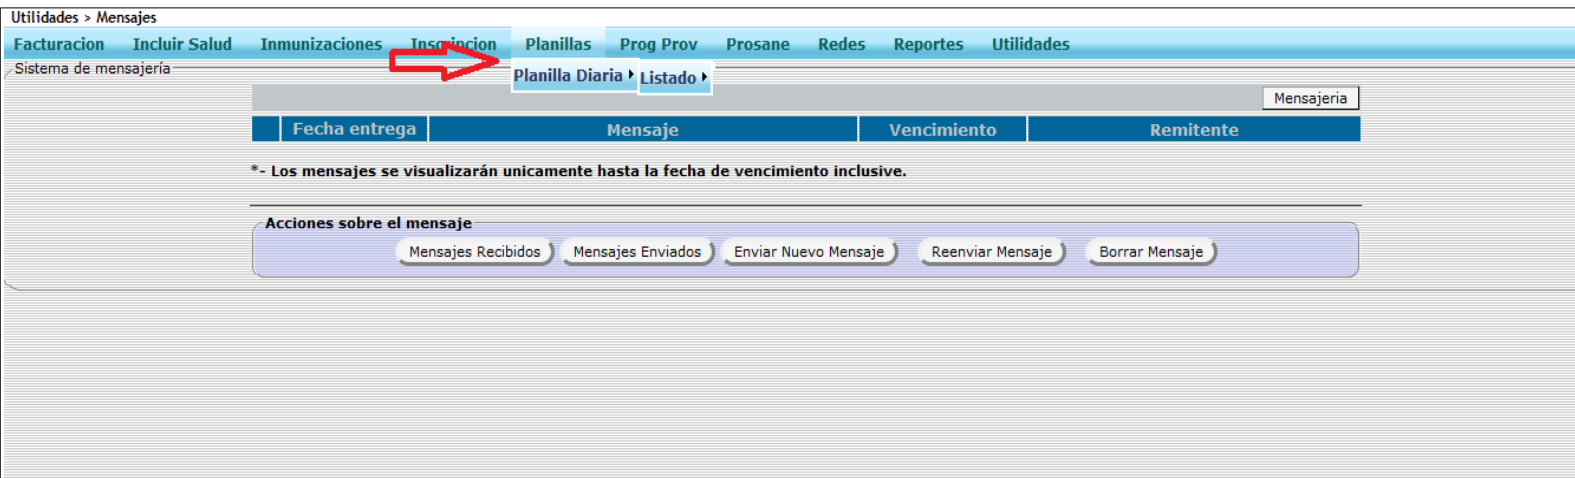 Utilidades > Mensajes
Facturacion Incluir Salud Inmunizaciones Inscripcion Planillas Prog Prov Prosane Redes Reportes Utilidades
Sistema de mensajería
Planilla Diaria Listado
Mensajeria
Fecha entrega Mensaje Vencimiento Remitente
*- Los mensajes se visualizarán unicamente hasta la fecha de vencimiento inclusive.
Acciones sobre el mensaje
Mensajes Recibidos Mensajes Enviados Enviar Nuevo Mensaje Reenviar Mensaje Borrar Mensaje